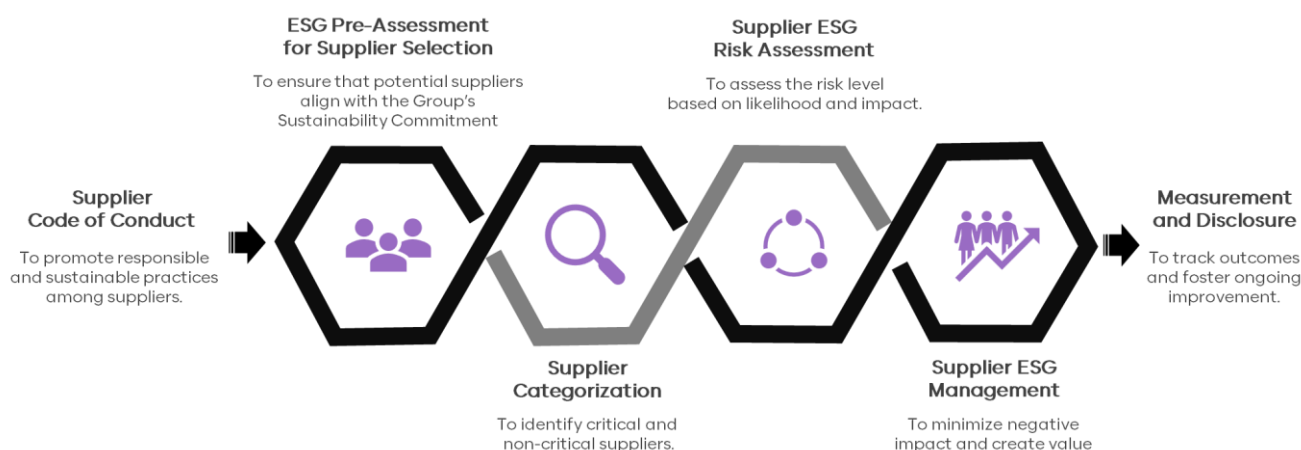 Supplier
Code of Conduct
To promote responsible
and sustainable practices
among suppliers.
ESG Pre-Assessment
for Supplier Selection
To ensure that potential suppliers
align with the Group's
Sustainability Commitment
Supplier
Categorization
To identify critical and
non-critical suppliers.
Supplier ESG
Risk Assessment
To assess the risk level
based on likelihood and impact.
Supplier ESG
Management
To minimize negative
impact and create value
Measurement
and Disclosure
To track outcomes
and foster ongoing
improvement.